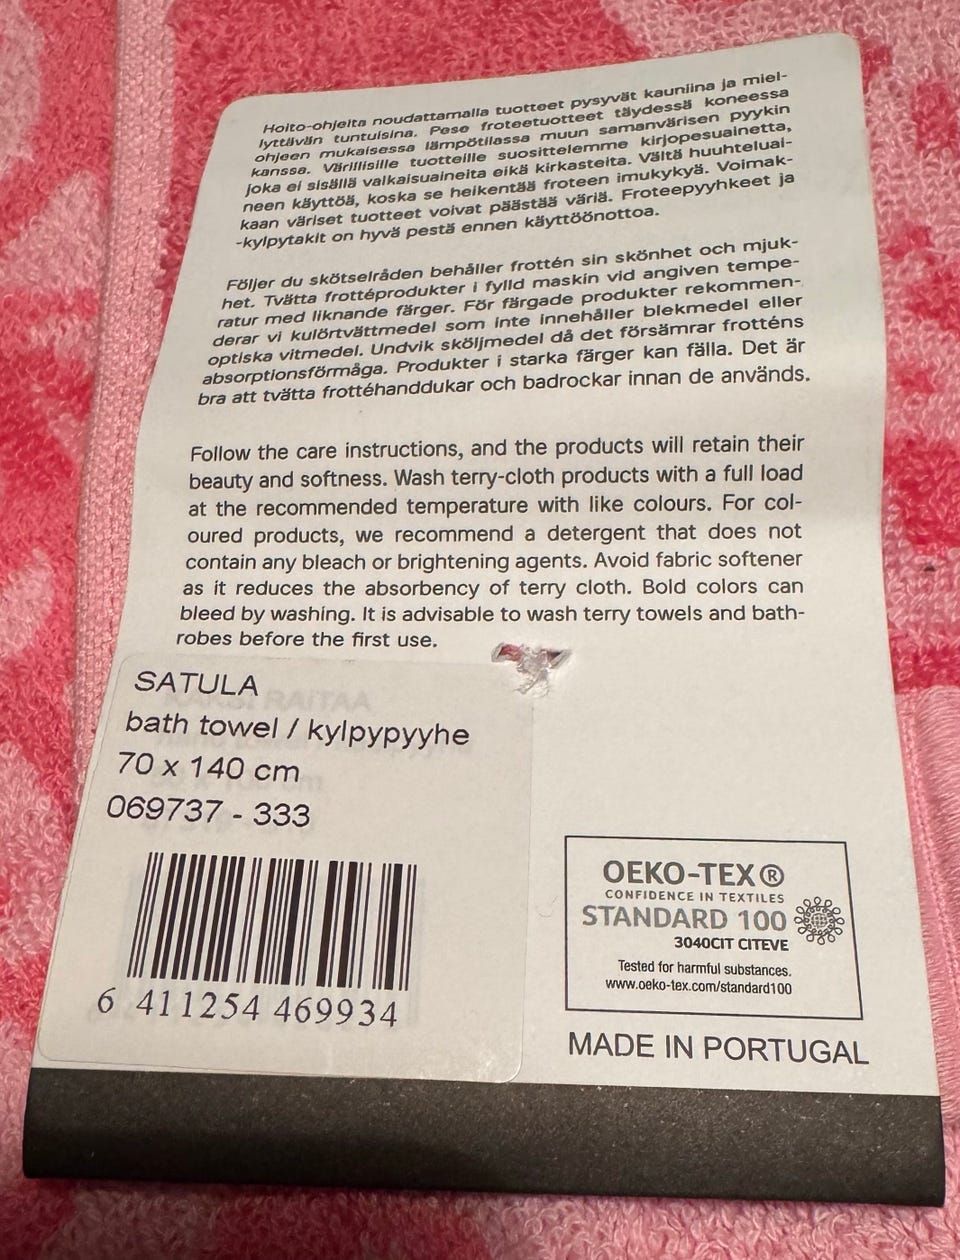 Hoito-ohjeita noudattamalla tuotteet pysyvät kauniina ja miel-
lyttävän tuntuisina. Pese froteetuotteet täydessä koneessa
ohjeen mukaisessa lämpötilassa muun samanvärisen pyykin
kanssa. Värillisille tuotteille suosittelemme kirjopesuainetta,
joka ei sisällä valkaisuaineita eikä kirkasteita. Vältä huuhteluai-
neen käyttöä, koska se heikentää froteen imukykyä. Voimak-
kaan väriset tuotteet voivat päästää väriä. Froteepyyhkeet ja
-kylpytakit on hyvä pestä ennen käyttöönottoa.
Följer du skötselråden behåller frottén sin skönhet och mjuk-
het. Tvätta frottéprodukter i fylld maskin vid angiven tempe-
ratur med liknande färger. För färgade produkter rekommen-
derar vi kulörtvättmedel som inte innehåller blekmedel eller
optiska vitmedel. Undvik sköljmedel då det försämrar frotténs
absorptionsförmåga. Produkter i starka färger kan fälla. Det är
bra att tvätta frottéhanddukar och badrockar innan de används.
Follow the care instructions, and the products will retain their
beauty and softness. Wash terry-cloth products with a full load
at the recommended temperature with like colours. For col-
oured products, we recommend a detergent that does not
contain any bleach or brightening agents. Avoid fabric softener
as it reduces the absorbency of terry cloth. Bold colors can
bleed by washing. It is advisable to wash terry towels and bath-
robes before the first use.
SATULA
bath towel / kylpypyyhe
70 x 140 cm
069737 - 333
6 411254 469934
OEKO-TEX®
CONFIDENCE IN TEXTILES
STANDARD 100
3040CIT CITEVE
Tested for harmful substances.
www.oeko-tex.com/standard100
MADE IN PORTUGAL